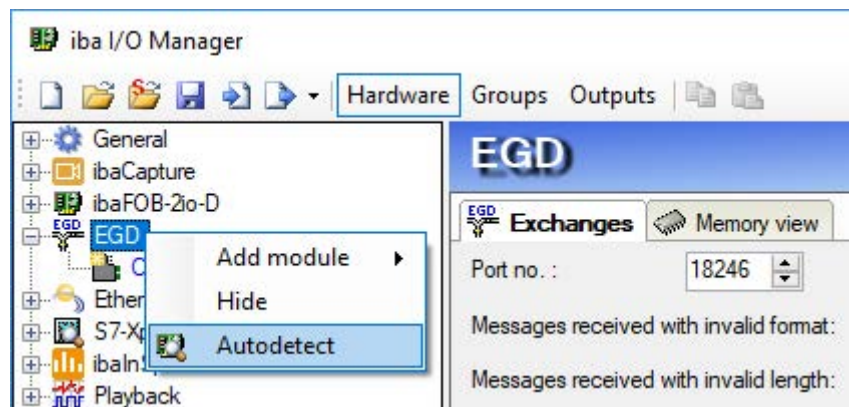 iba I/O Manager
Hardware Groups Outputs
General
ibaCapture
ibaFOB-2io-D
EGD
Add module
Hide
Autodetect
Playback
EGD
Exchanges Memory view
Port no. : 18246
Messages received with invalid format:
Messages received with invalid length: